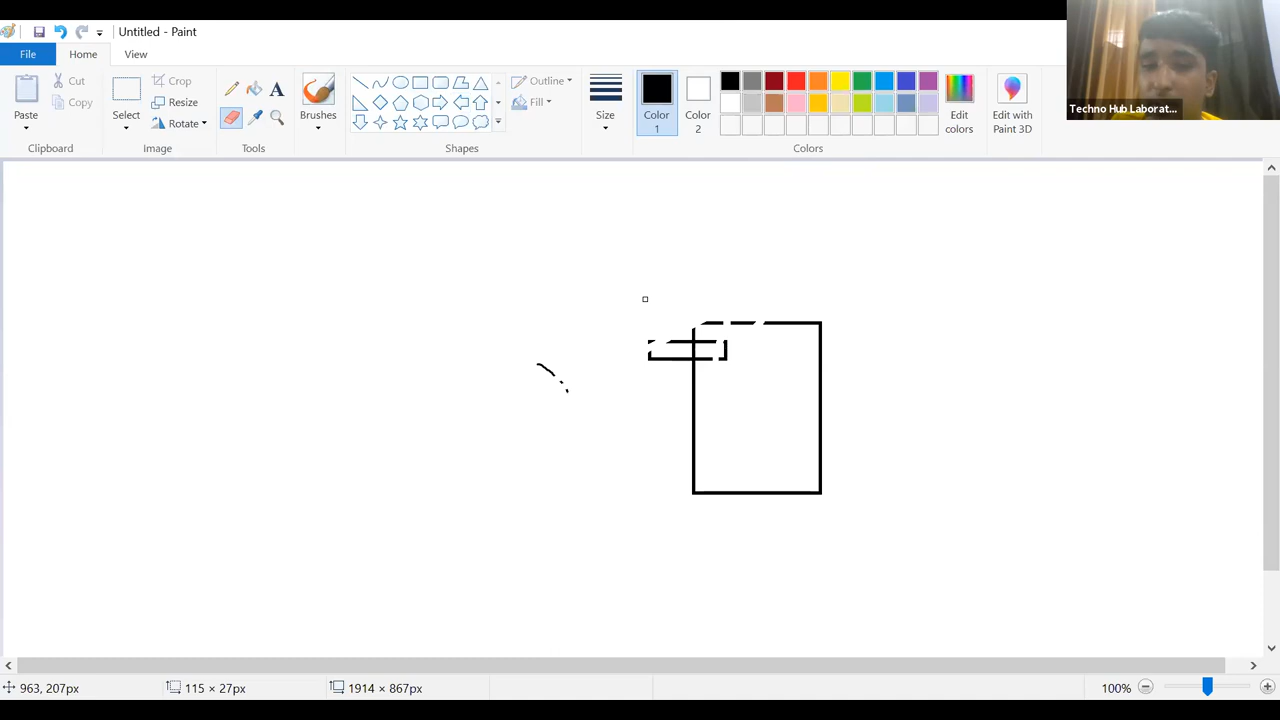 Untitled - Paint
File Home View
Paste
Cut
Copy
Clipboard
Select
Crop
Resize
Rotate
Image
A
Tools
Brushes
Shapes
Outline
Fill
Size
Color 1
Color 2
Colors
Edit colors
Edit with Paint 3D
Techno Hub Laborat...
963, 207px
115 × 27px
1914 × 867px
100%